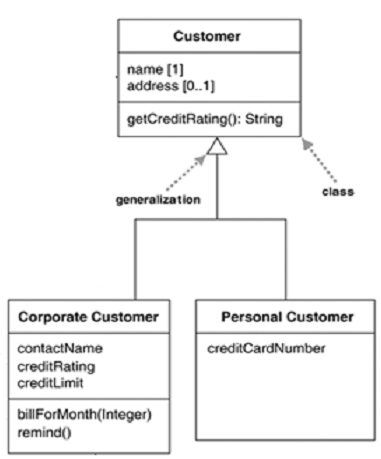 Customer
name [1]
address [0..1]
getCreditRating(): String
generalization
class
Corporate Customer
contactName
creditRating
creditLimit
billForMonth(Integer)
remind()
Personal Customer
creditCardNumber